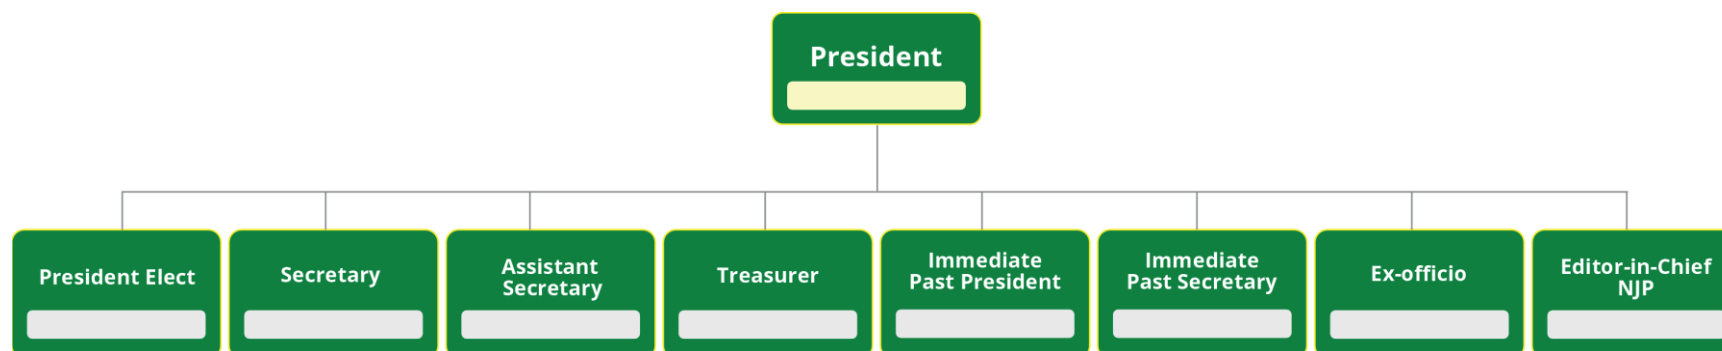 President
President Elect
Secretary
Assistant
Secretary
Treasurer
Immediate
Past President
Immediate
Past Secretary
Ex-officio
Editor-in-Chief
NJP